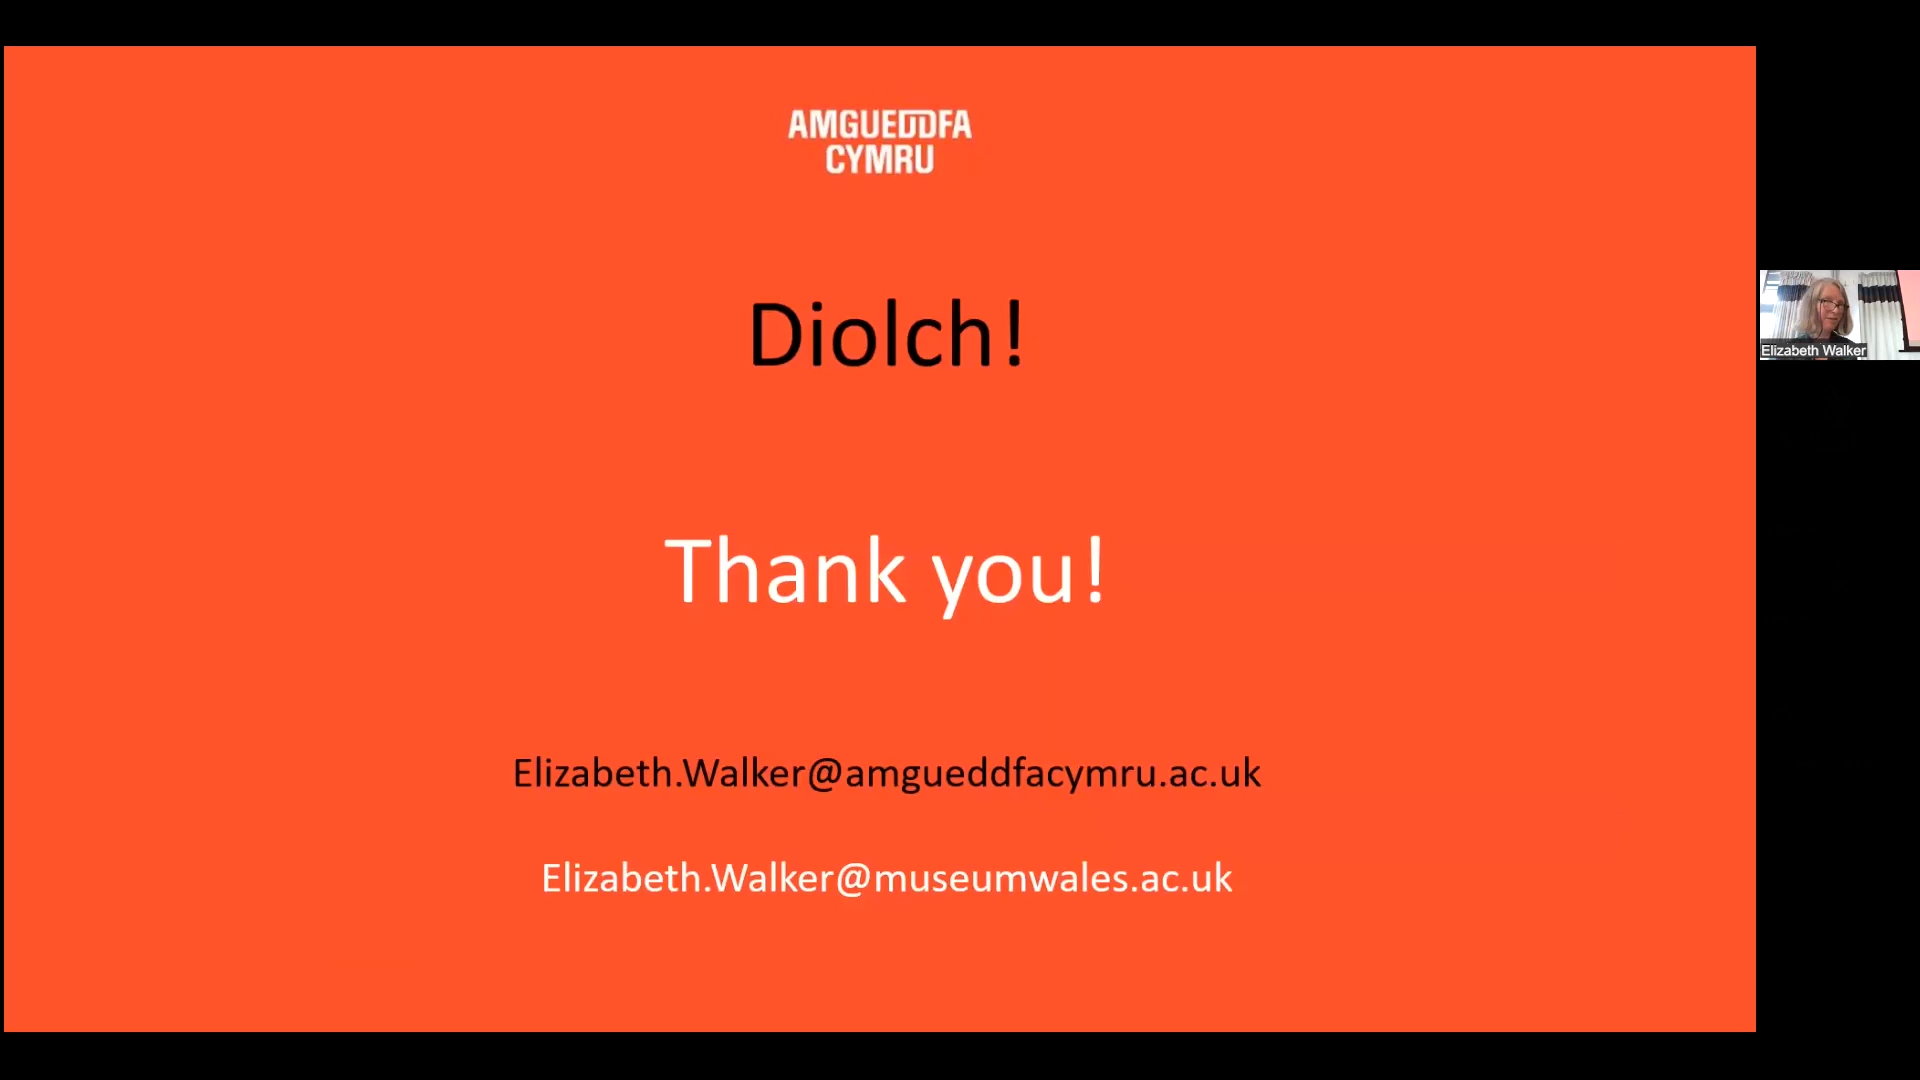 AMGUEDDFA
CYMRU
Diolch!
Thank you!
Elizabeth.Walker@amgueddfacymru.ac.uk
Elizabeth.Walker@museumwales.ac.uk
Elizabeth Walker